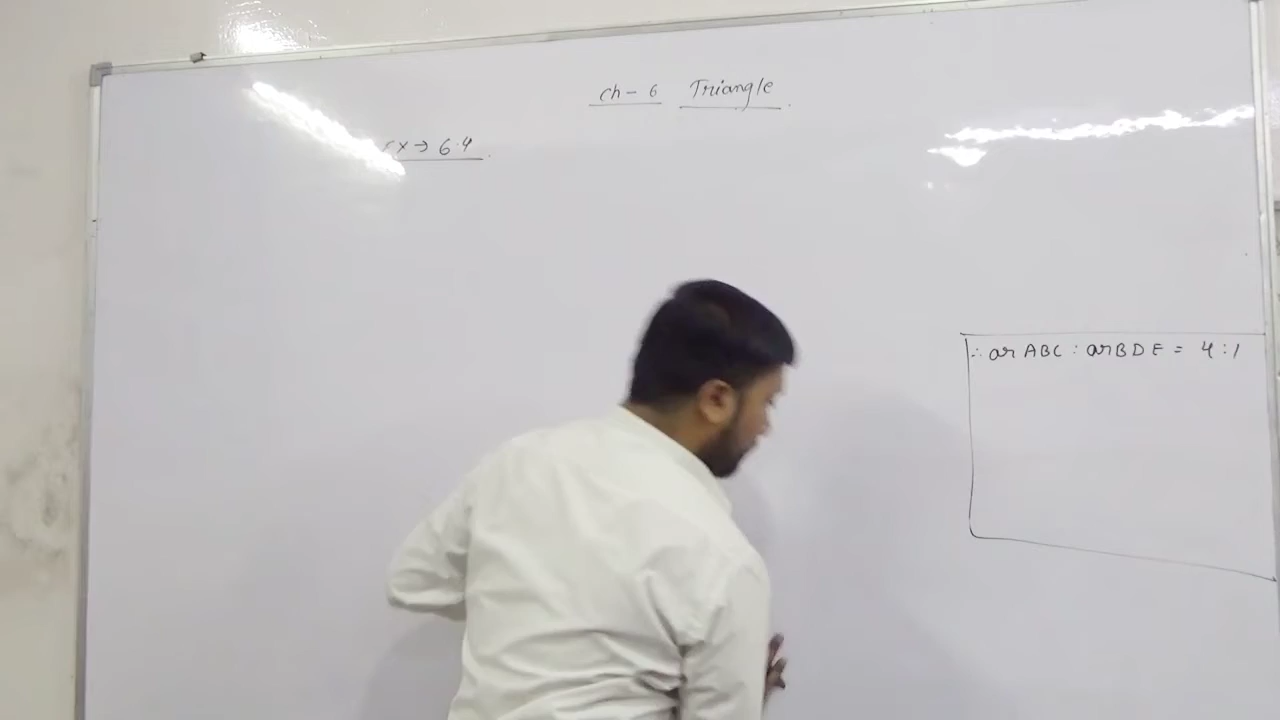 Ch - 6 Triangle
Ex → 6.4
∴ ar ABC : ar BDE = 4 : 1